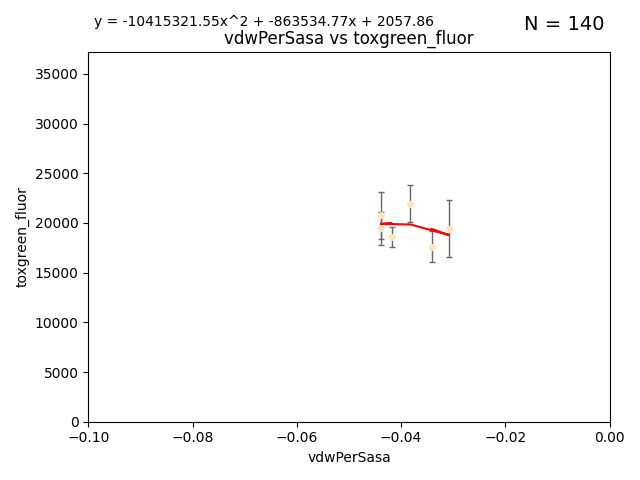 y = -10415321.55x^2 + -863534.77x + 2057.86
N = 140
vdwPerSasa vs toxgreen_fluor
toxgreen_fluor
35000
30000
25000
20000
15000
10000
5000
0
−0.10
−0.08
−0.06
−0.04
−0.02
0.00
vdwPerSasa